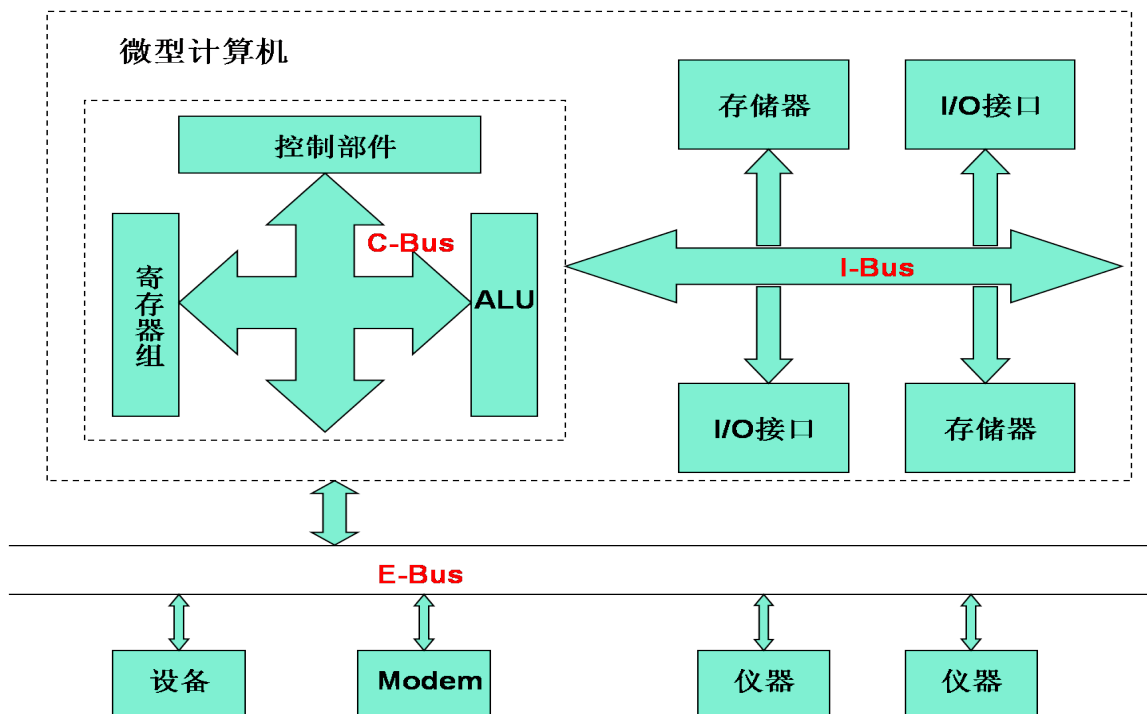 微型计算机
存储器
I/O接口
控制部件
C-Bus
寄存器组
ALU
I-Bus
I/O接口
存储器
E-Bus
设备
Modem
仪器
仪器